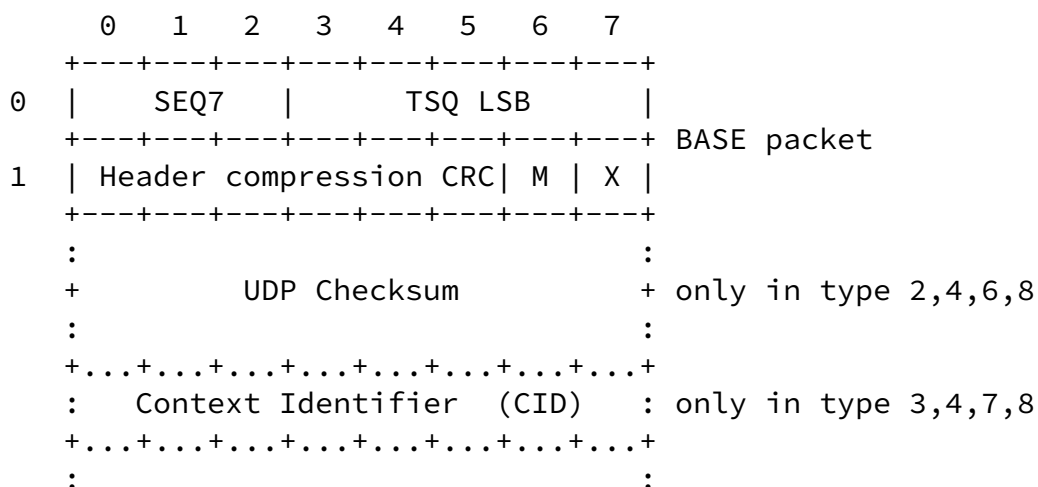 0   1   2   3   4   5   6   7
   +---+---+---+---+---+---+---+---+
0  |    SEQ7   |      TSQ LSB      |
   +---+---+---+---+---+---+---+---+ BASE packet
1  | Header compression CRC| M | X |
   +---+---+---+---+---+---+---+---+
   :                               :
   +         UDP Checksum          + only in type 2,4,6,8
   :                               :
   +...+...+...+...+...+...+...+...+
   :   Context Identifier  (CID)   : only in type 3,4,7,8
   +...+...+...+...+...+...+...+...+
   :                               :